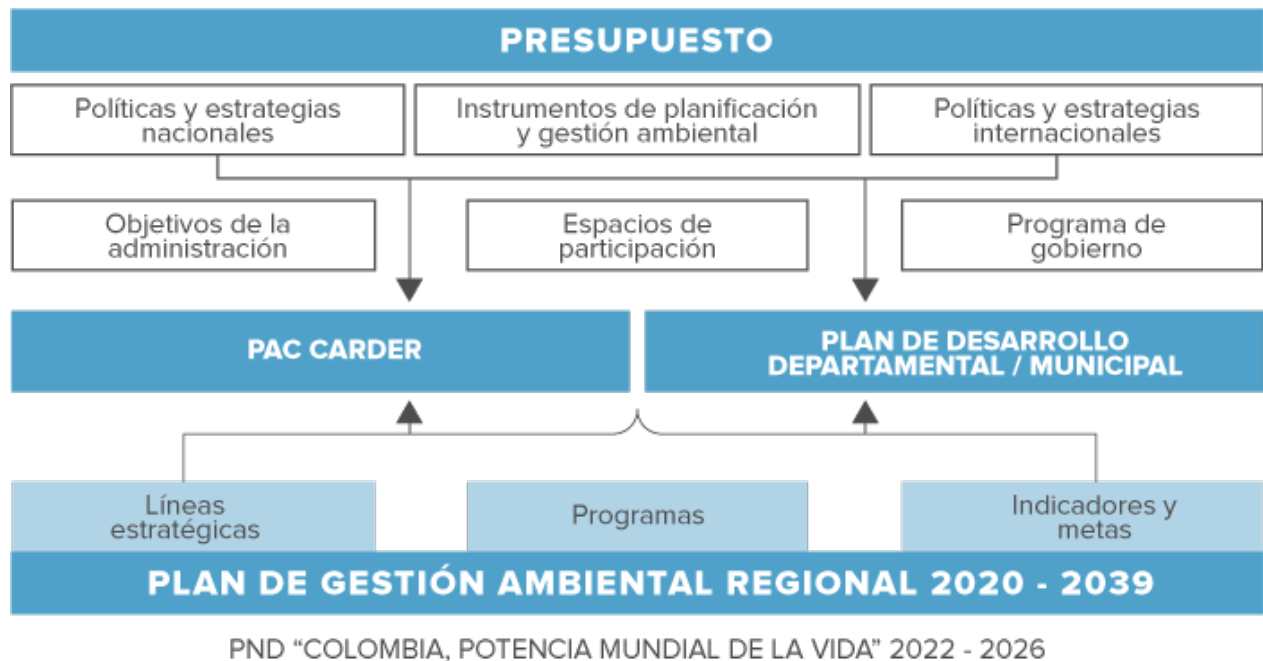 PRESUPUESTO
Políticas y estrategias
nacionales
Instrumentos de planificación
y gestión ambiental
Políticas y estrategias
internacionales
Objetivos de la
administración
Espacios de
participación
Programa de
gobierno
PAC CARDER
PLAN DE DESARROLLO
DEPARTAMENTAL / MUNICIPAL
Líneas
estratégicas
Programas
Indicadores y
metas
PLAN DE GESTIÓN AMBIENTAL REGIONAL 2020 - 2039
PND “COLOMBIA, POTENCIA MUNDIAL DE LA VIDA” 2022 - 2026